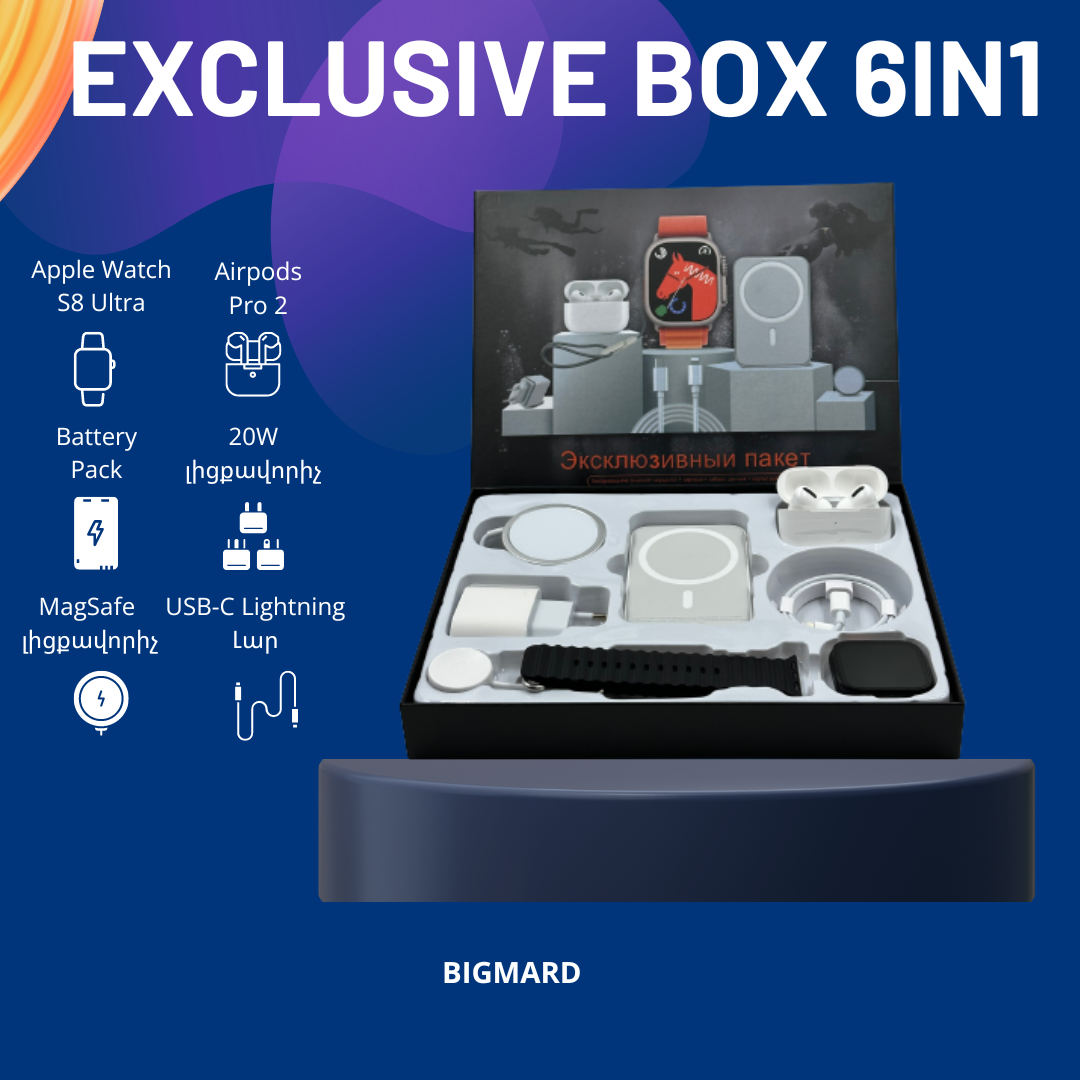 EXCLUSIVE BOX 6IN1
Apple Watch
S8 Ultra
Airpods
Pro 2
Battery
Pack
20W
լիցքավորիչ
MagSafe
լիցքավորիչ
USB-C Lightning
Լար
Эксклюзивный пакет
BIGMARD